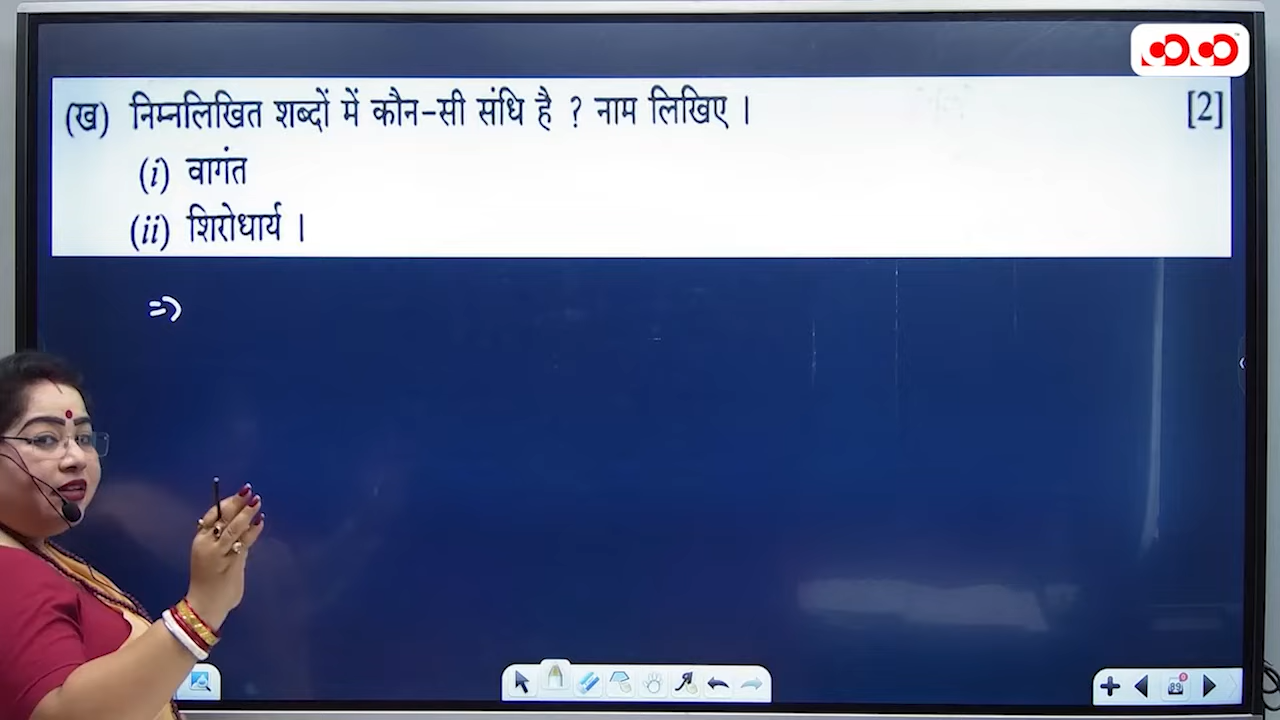 (ख) निम्नलिखित शब्दों में कौन-सी संधि है ? नाम लिखिए । [2]
(i) वागंत
(ii) शिरोधार्य ।
=>